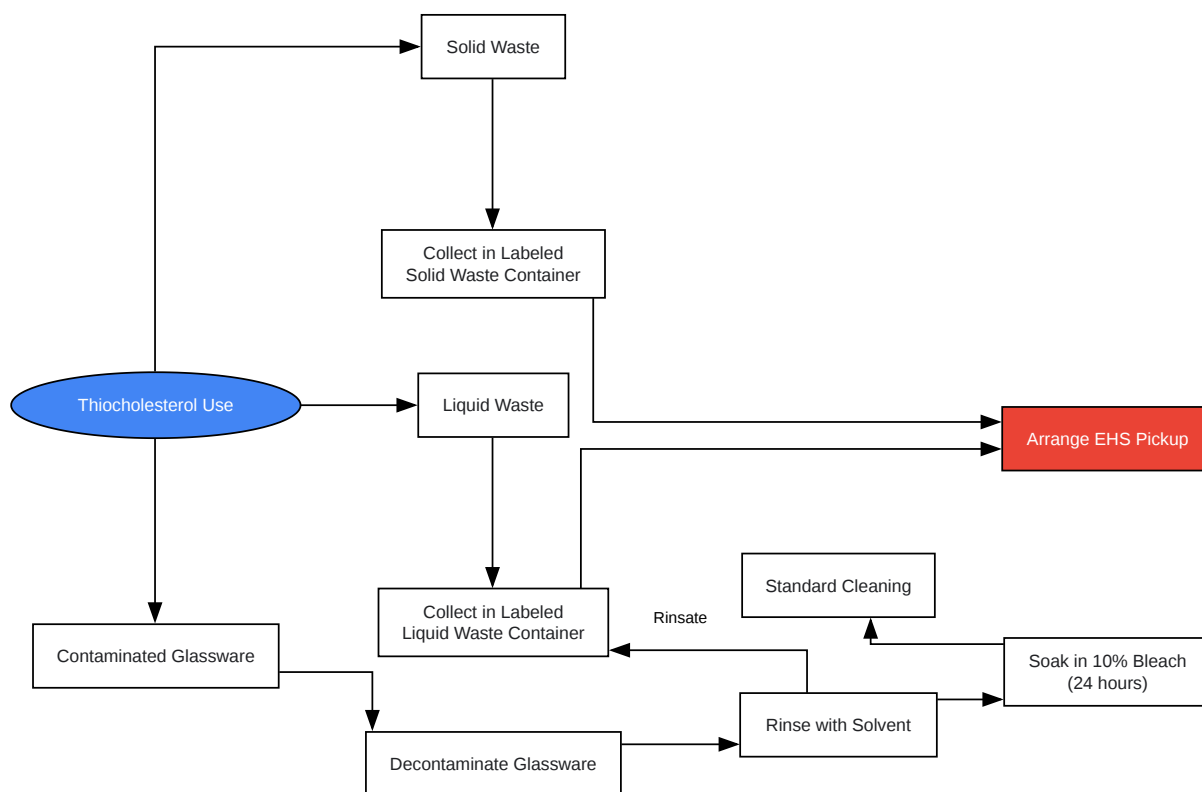 Solid Waste
Collect in Labeled
Solid Waste Container
Thiocholesterol Use
Liquid Waste
Arrange EHS Pickup
Standard Cleaning
Collect in Labeled
Liquid Waste Container
Rinsate
Contaminated Glassware
Soak in 10% Bleach
(24 hours)
Rinse with Solvent
Decontaminate Glassware